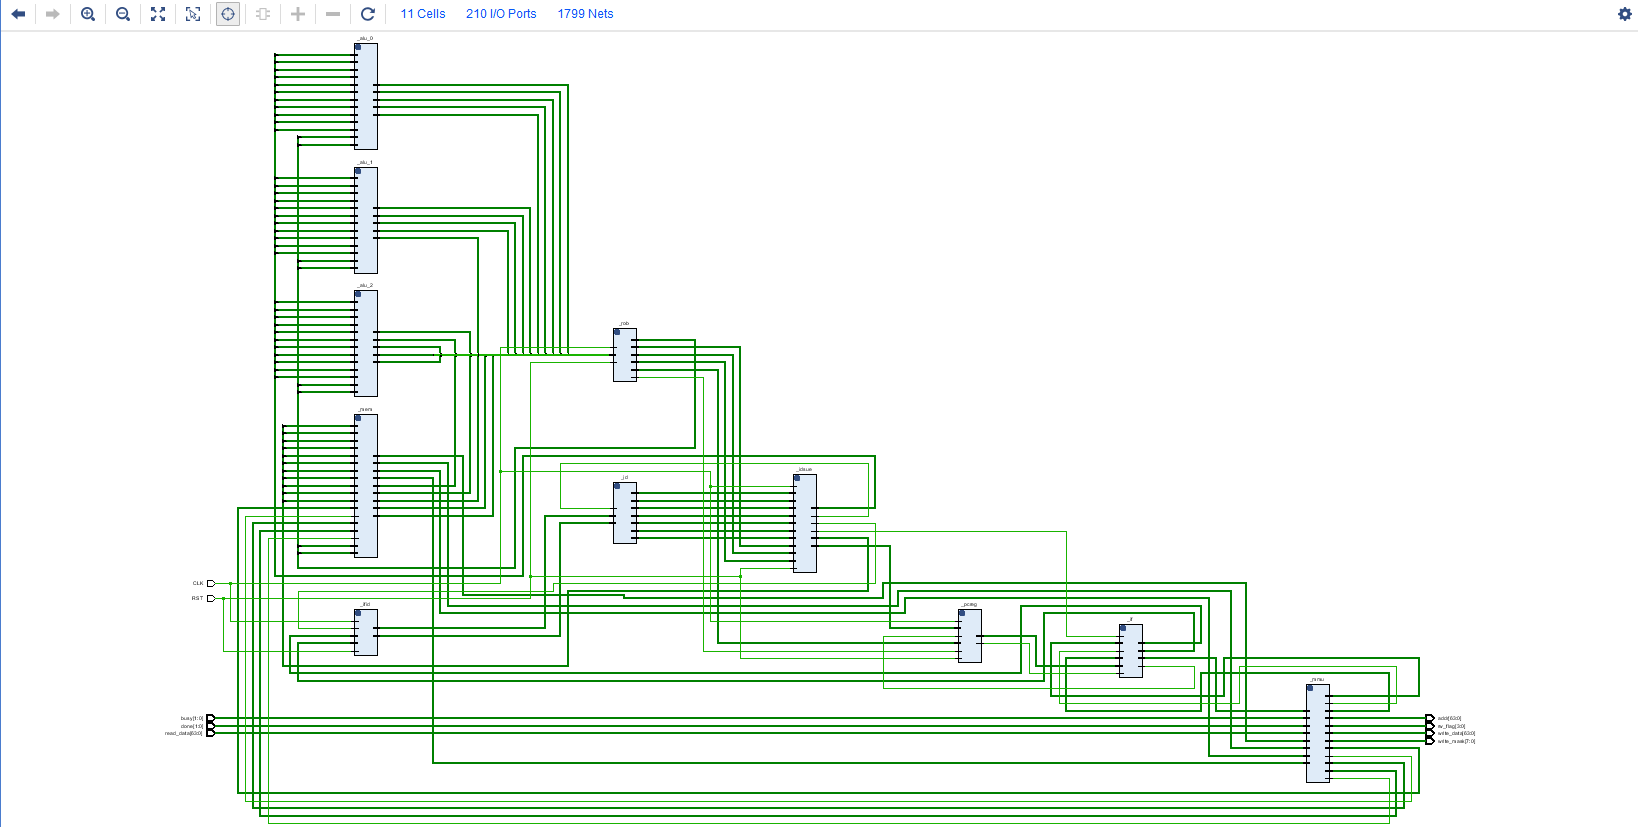 11 Cells 210 I/O Ports 1799 Nets
_alu_0
_alu_1
_alu_2
_rob
_mem
_issue
_id
CLK
RST
_ifid
_pcreg
_if
_mmu
busy[1:0]
done[1:0]
read_data[63:0]
addr[63:0]
rw_flag[3:0]
write_data[63:0]
write_mask[7:0]